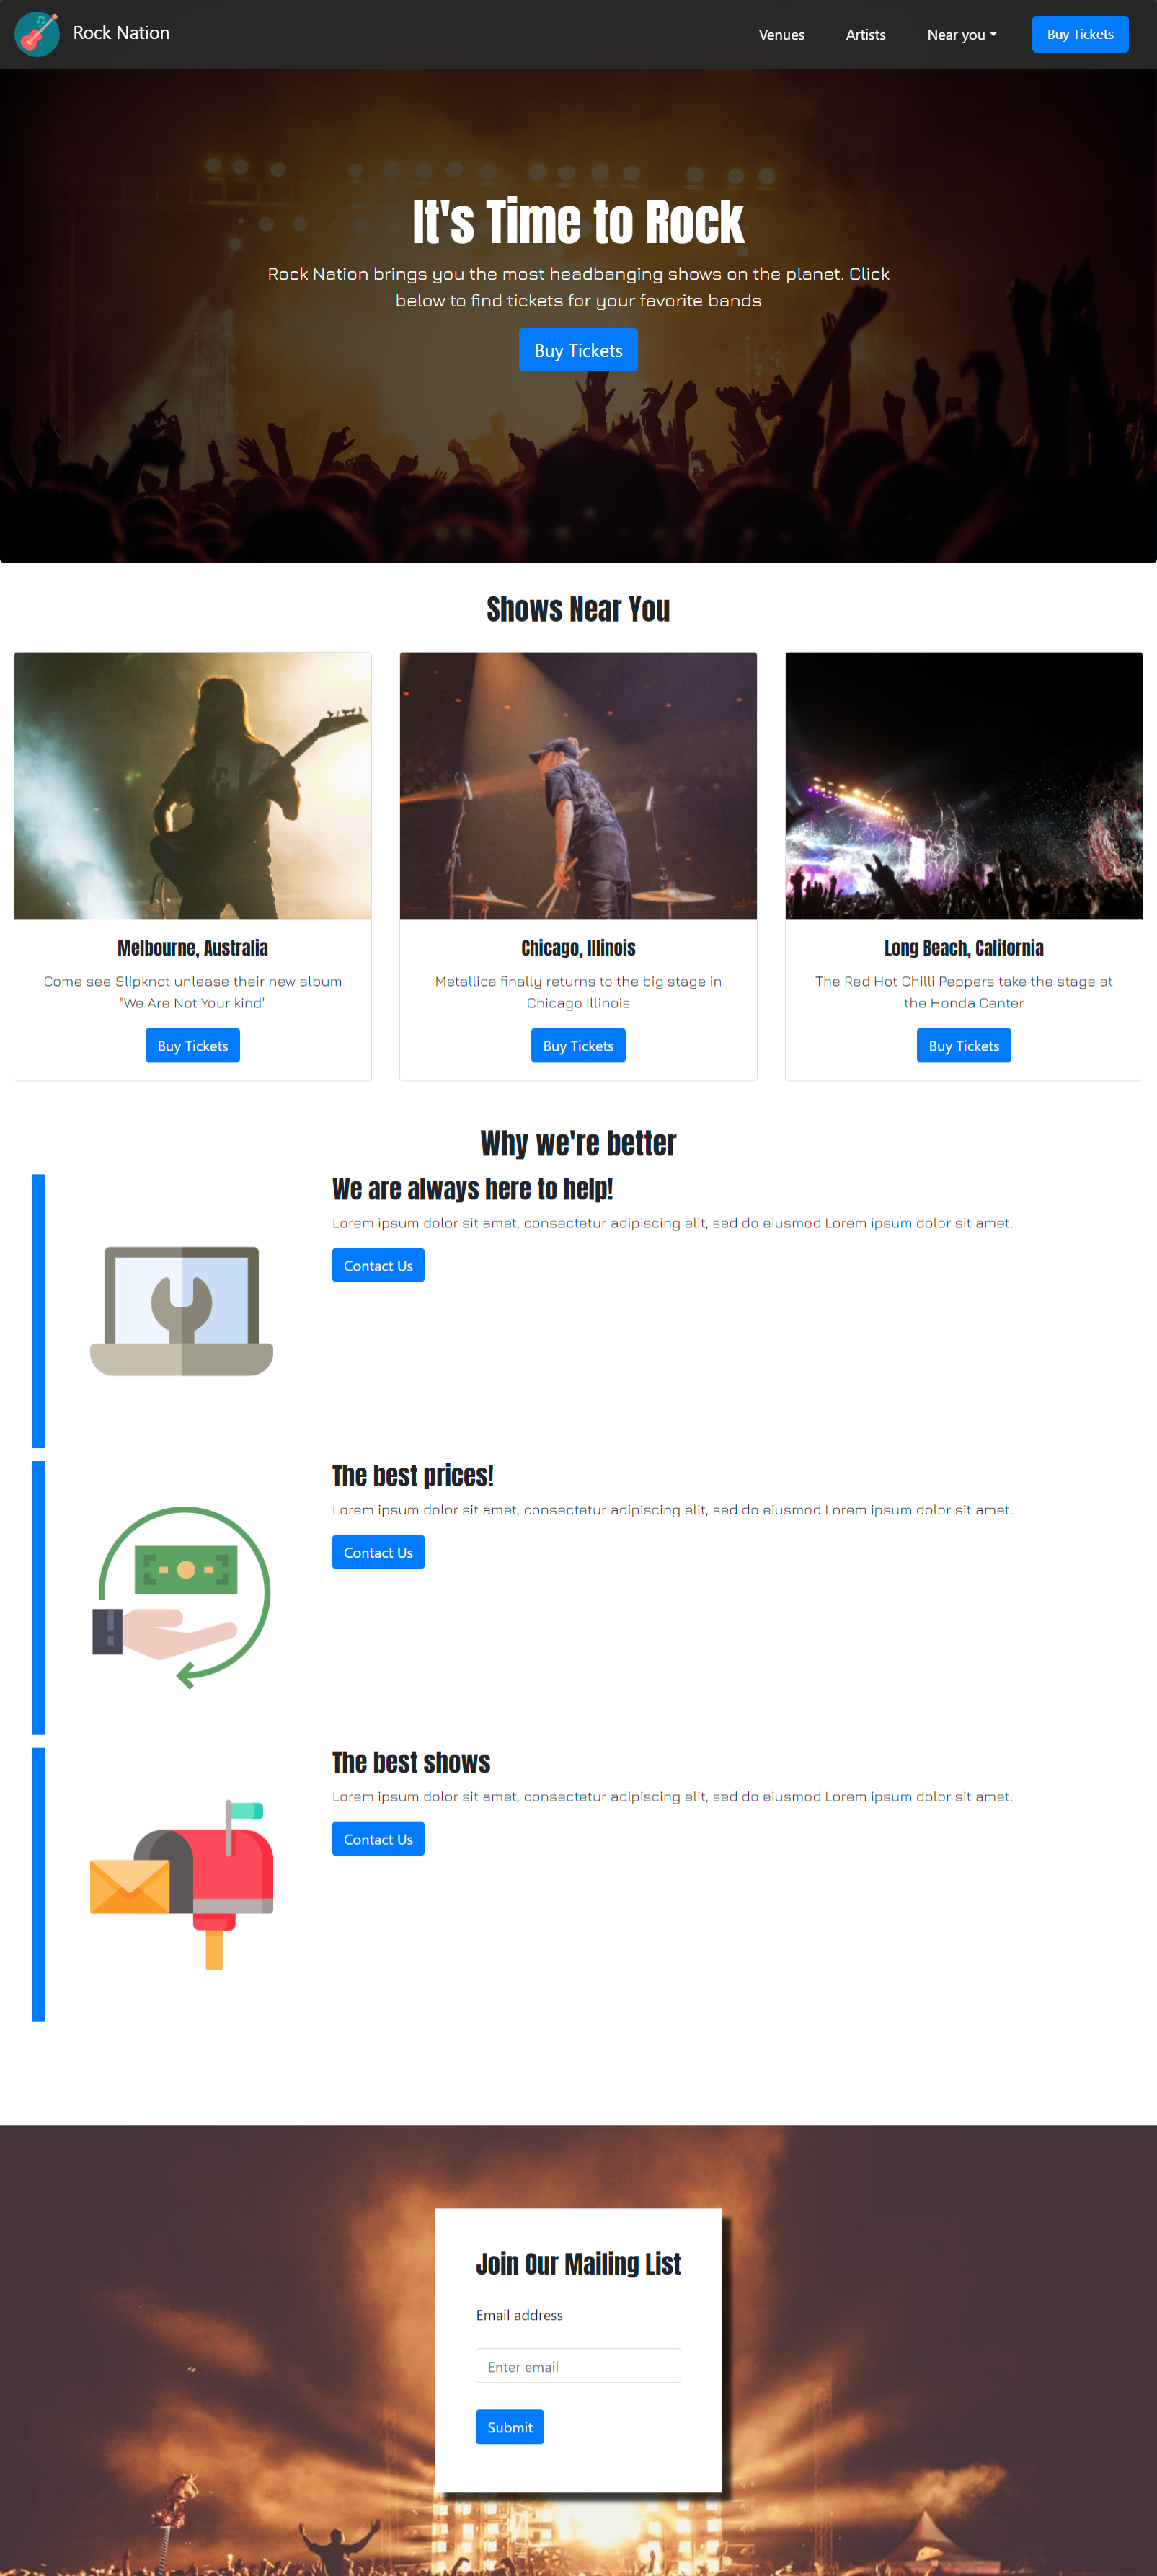 Rock Nation
Venues
Artists
Near you
Buy Tickets
It's Time to Rock
Rock Nation brings you the most headbanging shows on the planet. Click
below to find tickets for your favorite bands
Buy Tickets
Shows Near You
Melbourne, Australia
Come see Slipknot unlease their new album
"We Are Not Your kind"
Buy Tickets
Chicago, Illinois
Metallica finally returns to the big stage in
Chicago Illinois
Buy Tickets
Long Beach, California
The Red Hot Chilli Peppers take the stage at
the Honda Center
Buy Tickets
Why we're better
We are always here to help!
Lorem ipsum dolor sit amet, consectetur adipiscing elit, sed do eiusmod Lorem ipsum dolor sit amet.
Contact Us
The best prices!
Lorem ipsum dolor sit amet, consectetur adipiscing elit, sed do eiusmod Lorem ipsum dolor sit amet.
Contact Us
The best shows
Lorem ipsum dolor sit amet, consectetur adipiscing elit, sed do eiusmod Lorem ipsum dolor sit amet.
Contact Us
Join Our Mailing List
Email address
Enter email
Submit